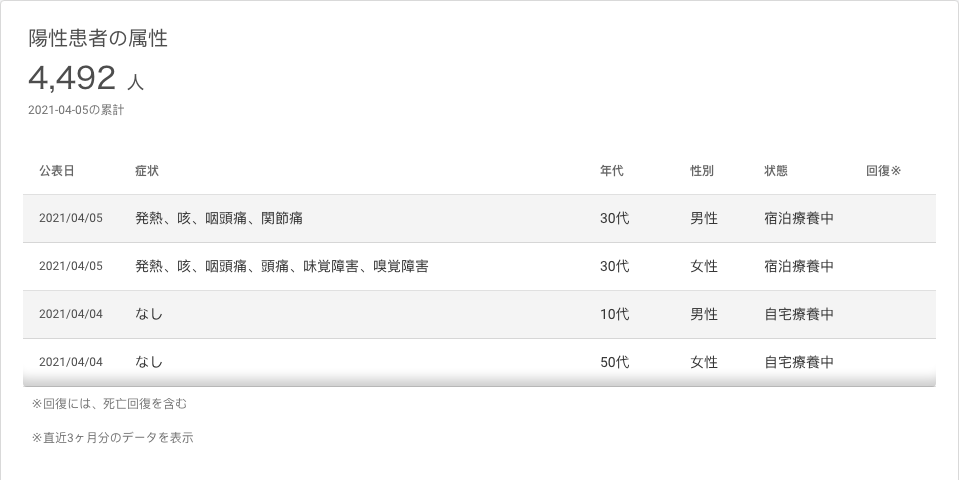 陽性患者の属性
4,492 人
2021-04-05の累計
公表日 症状 年代 性別 状態 回復※
2021/04/05 発熱、咳、咽頭痛、関節痛 30代 男性 宿泊療養中
2021/04/05 発熱、咳、咽頭痛、頭痛、味覚障害、嗅覚障害 30代 女性 宿泊療養中
2021/04/04 なし 10代 男性 自宅療養中
2021/04/04 なし 50代 女性 自宅療養中
※回復には、死亡回復を含む
※直近3ヶ月分のデータを表示